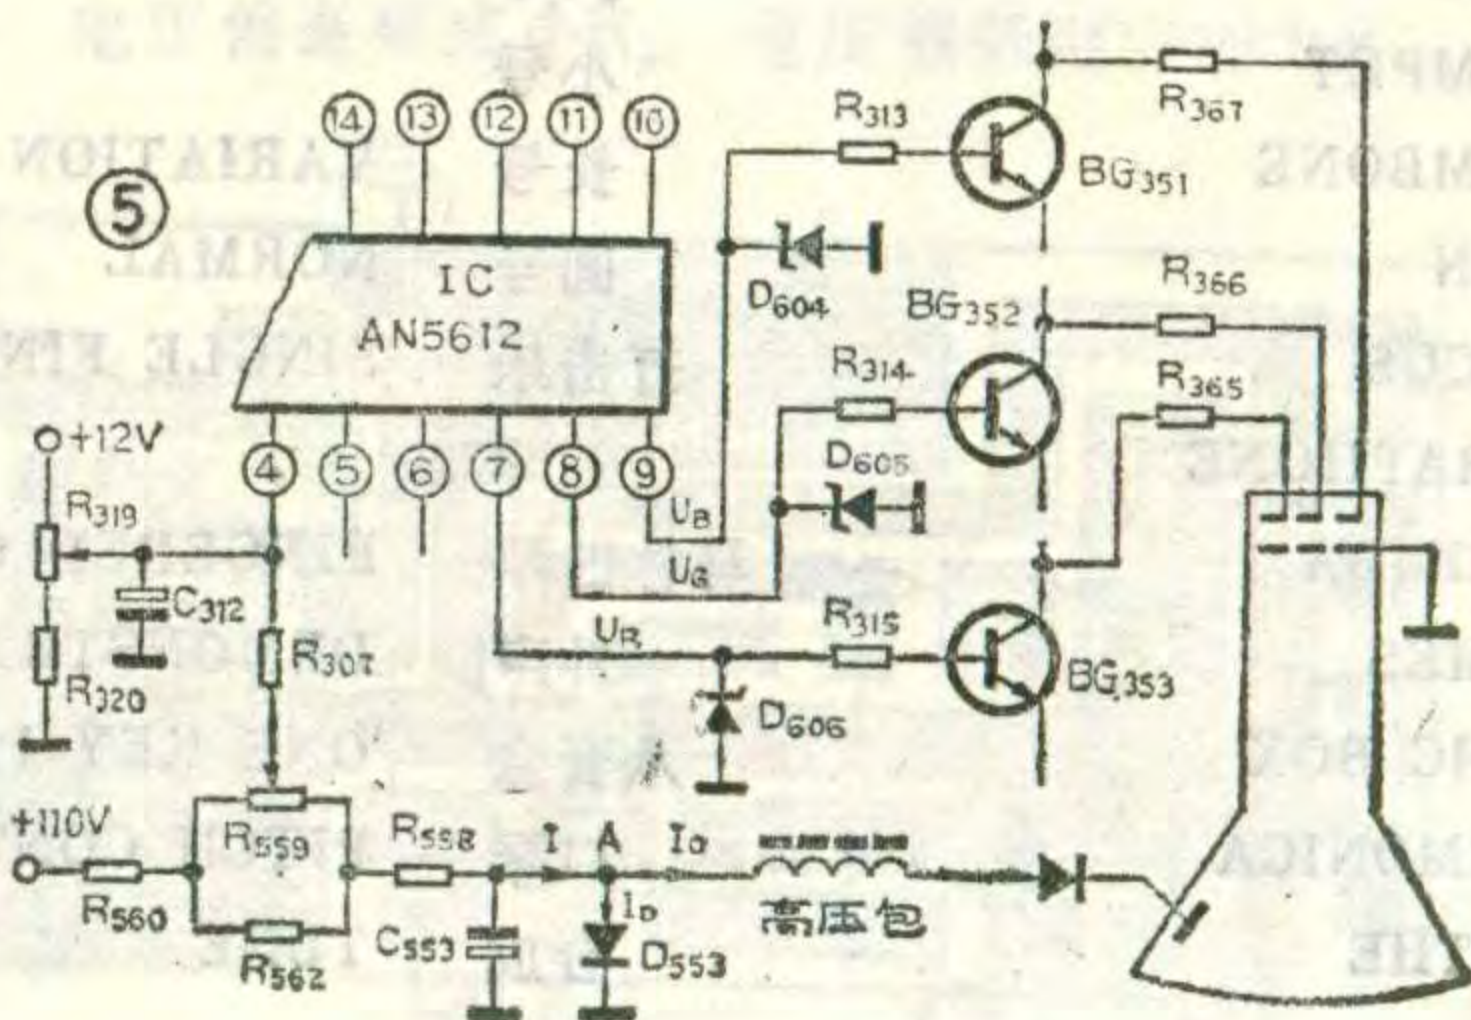 ⑤
⑭ ⑬ ⑫ ⑪ ⑩
IC
AN5612
④ ⑤ ⑥ ⑦ ⑧ ⑨
+12V
R319
C312
R320
R307
+110V
R560
R559
R562
R558
C553
I
A
Ia
ID
D553
高压包
UB
UG
UR
R313
D604
BG351
R367
BG352
R366
R314
D605
R365
R315
D606
BG353